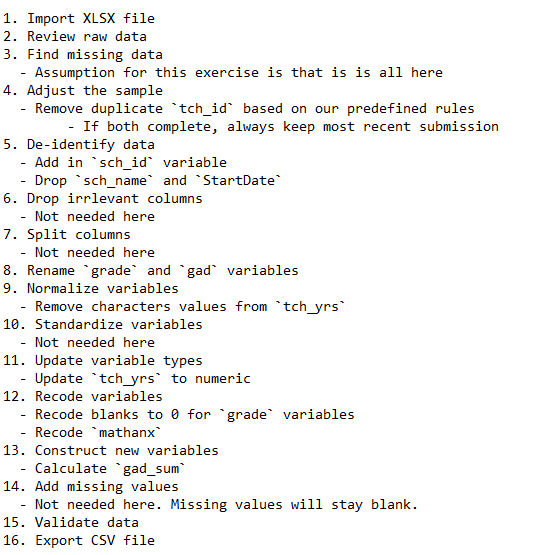 1. Import XLSX file
2. Review raw data
3. Find missing data
  - Assumption for this exercise is that is is all here
4. Adjust the sample
  - Remove duplicate `tch_id` based on our predefined rules
        - If both complete, always keep most recent submission
5. De-identify data
  - Add in `sch_id` variable
  - Drop `sch_name` and `StartDate`
6. Drop irrlevant columns
  - Not needed here
7. Split columns
  - Not needed here
8. Rename `grade` and `gad` variables
9. Normalize variables
  - Remove characters values from `tch_yrs`
10. Standardize variables
  - Not needed here
11. Update variable types
  - Update `tch_yrs` to numeric
12. Recode variables
  - Recode blanks to 0 for `grade` variables
  - Recode `mathanx`
13. Construct new variables
  - Calculate `gad_sum`
14. Add missing values
  - Not needed here. Missing values will stay blank.
15. Validate data
16. Export CSV file